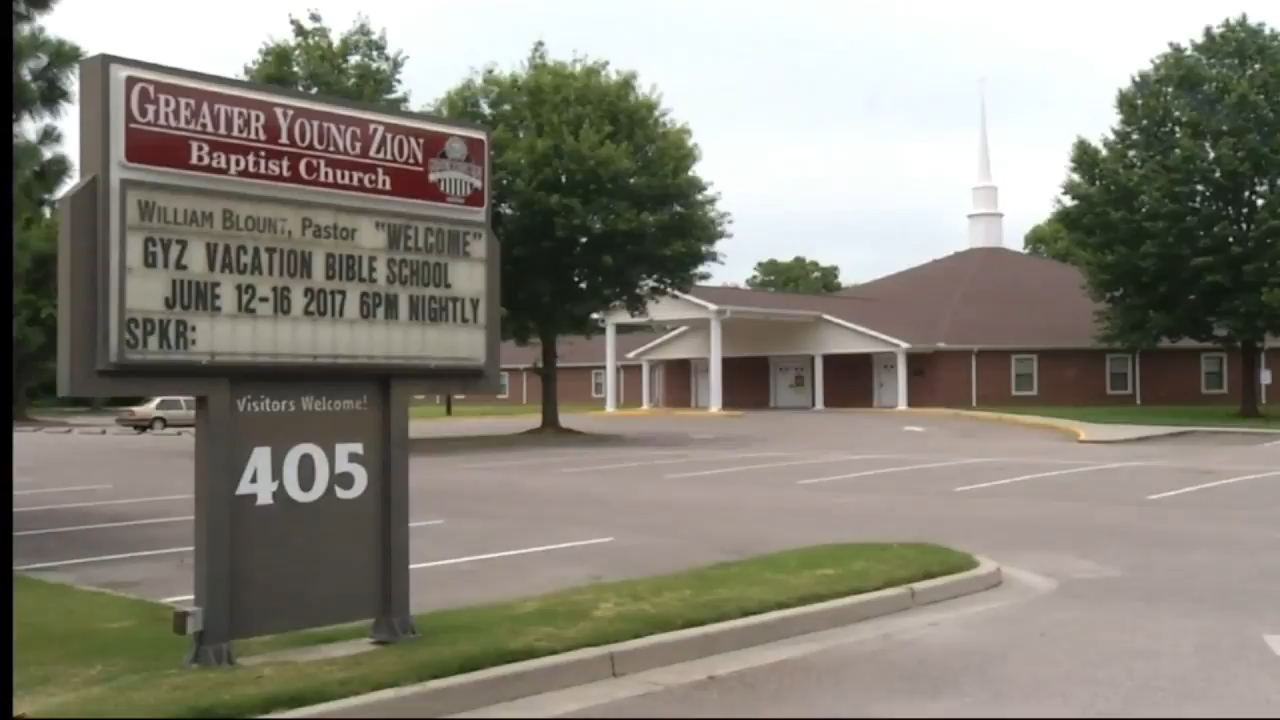 GREATER YOUNG ZION
Baptist Church
WILLIAM BLOUNT, Pastor "WELCOME"
GYZ VACATION BIBLE SCHOOL
JUNE 12-16 2017 6PM NIGHTLY
SPKR:
Visitors Welcome!
405